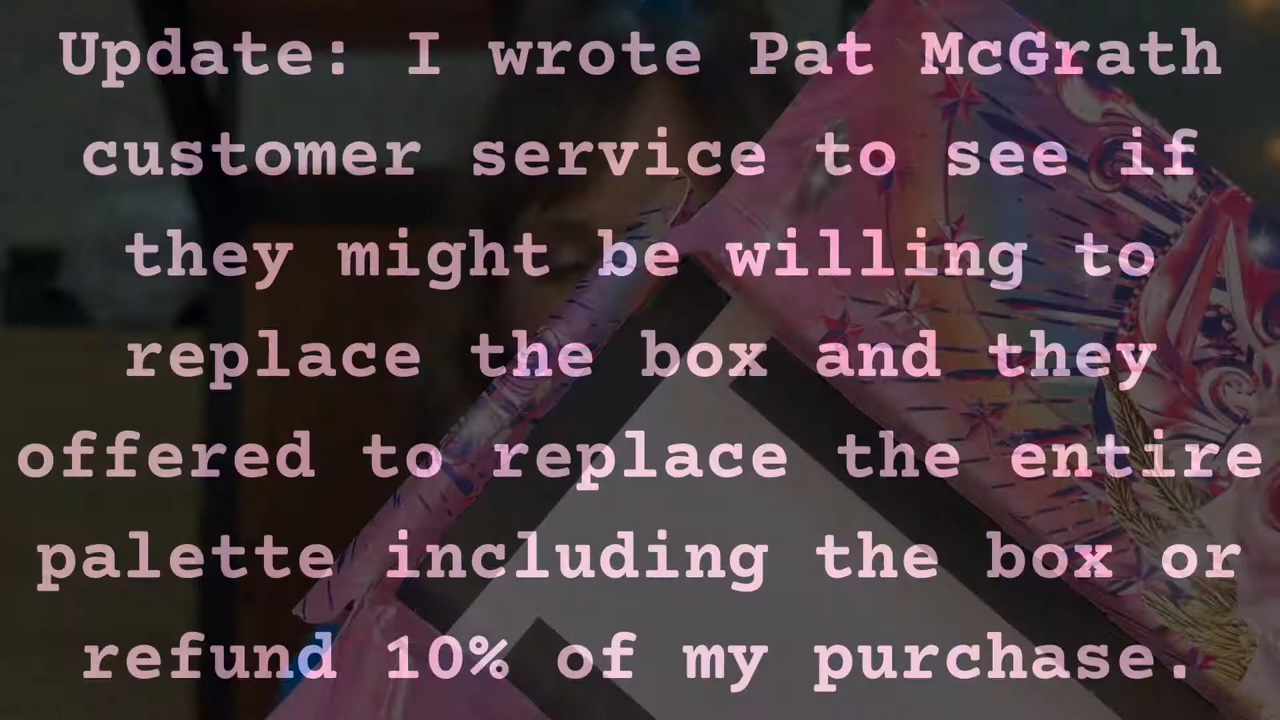 Update: I wrote Pat McGrath
customer service to see if
they might be willing to
replace the box and they
offered to replace the entire
palette including the box or
refund 10% of my purchase.